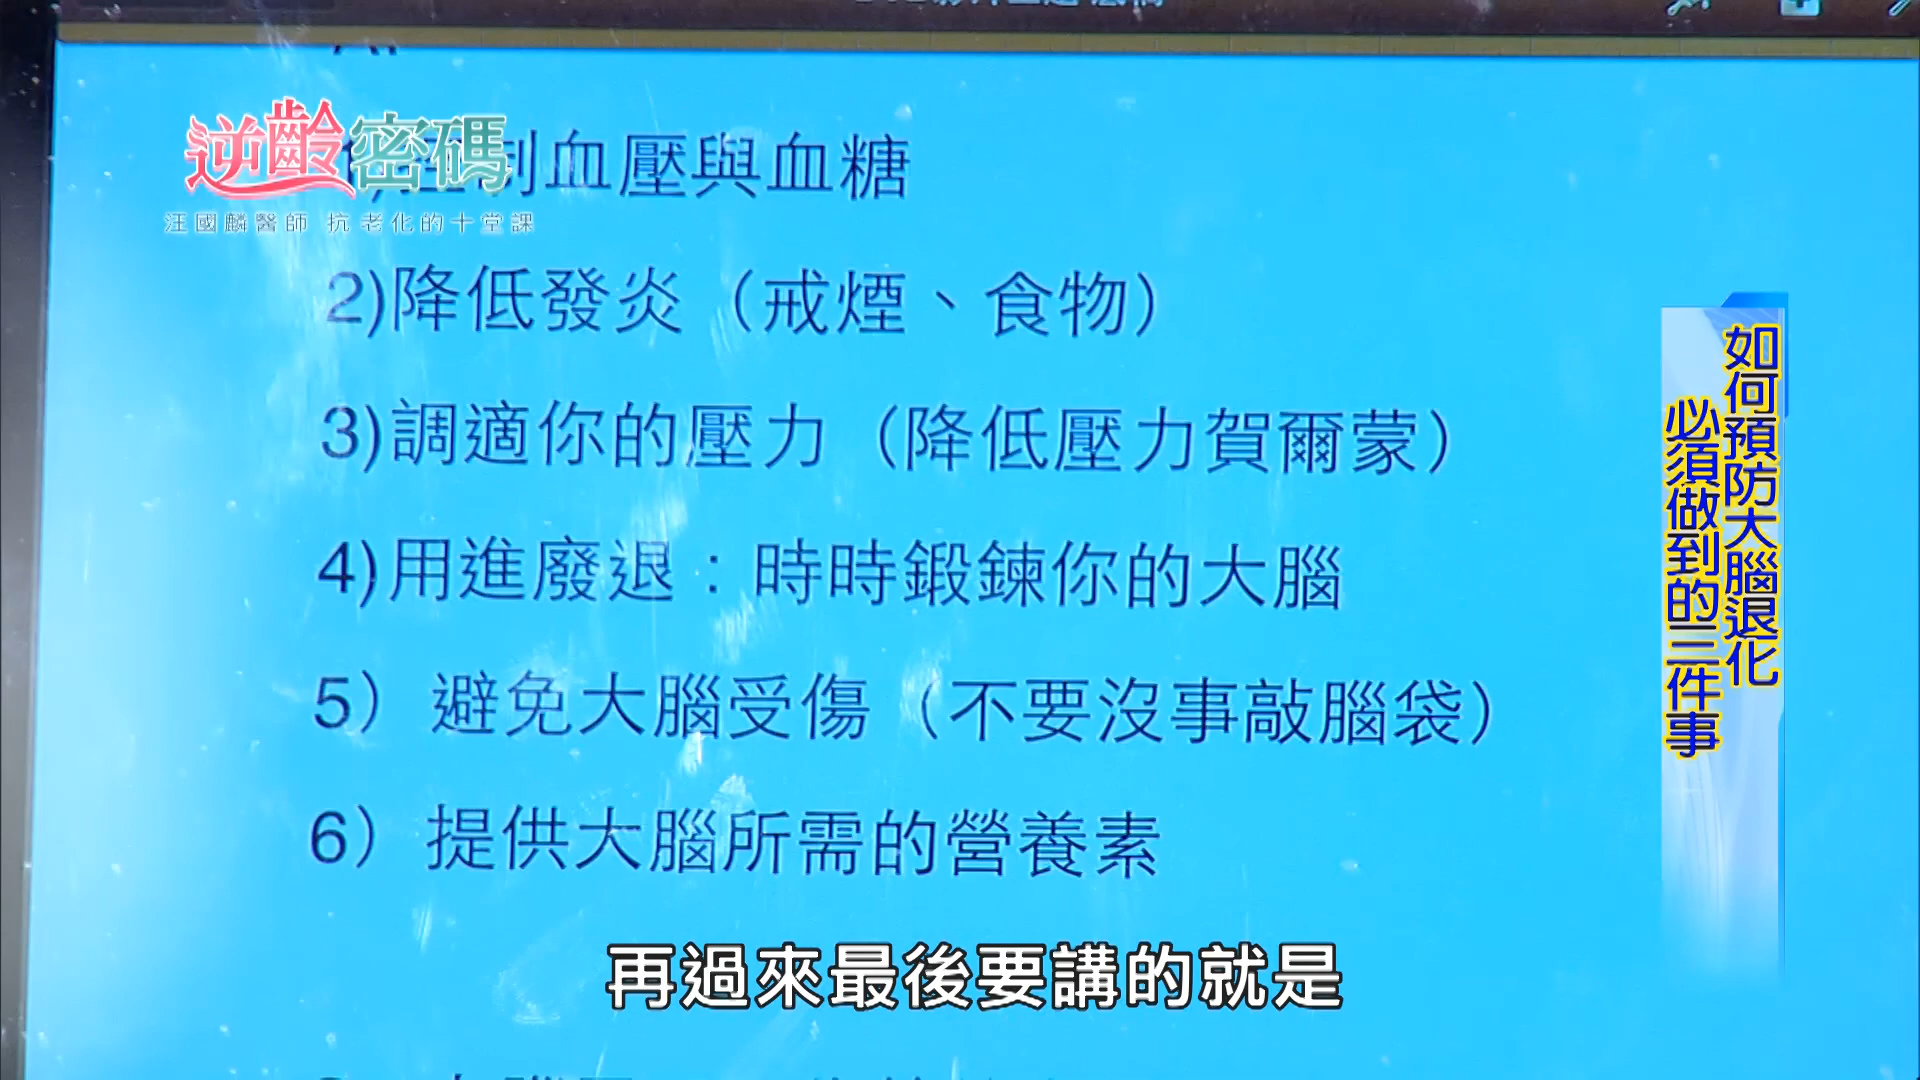 逆齡密碼
汪國麟醫師 抗老化的十堂課
制血壓與血糖
2)降低發炎（戒煙、食物）
3)調適你的壓力（降低壓力賀爾蒙）
4)用進廢退：時時鍛鍊你的大腦
5）避免大腦受傷（不要沒事敲腦袋）
6）提供大腦所需的營養素
如何預防大腦退化
必須做到的三件事
再過來最後要講的就是